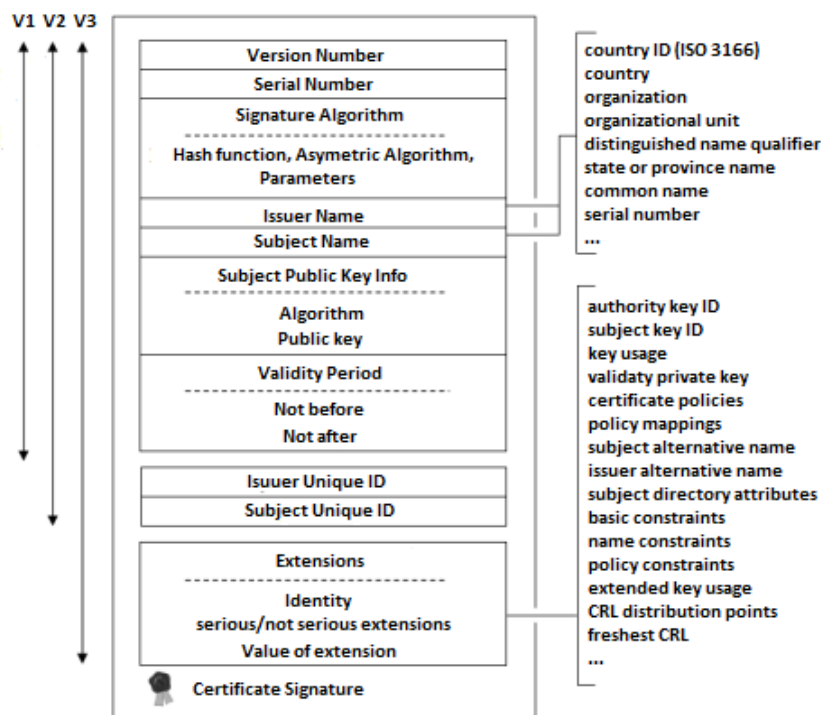 V1 V2 V3
Version Number
Serial Number
Signature Algorithm
Hash function, Asymetric Algorithm,
Parameters
Issuer Name
Subject Name
Subject Public Key Info
Algorithm
Public key
Validity Period
Not before
Not after
Isuuer Unique ID
Subject Unique ID
Extensions
Identity
serious/not serious extensions
Value of extension
Certificate Signature
country ID (ISO 3166)
country
organization
organizational unit
distinguished name qualifier
state or province name
common name
serial number
...
authority key ID
subject key ID
key usage
validaty private key
certificate policies
policy mappings
subject alternative name
issuer alternative name
subject directory attributes
basic constraints
name constraints
policy constraints
extended key usage
CRL distribution points
freshest CRL
...